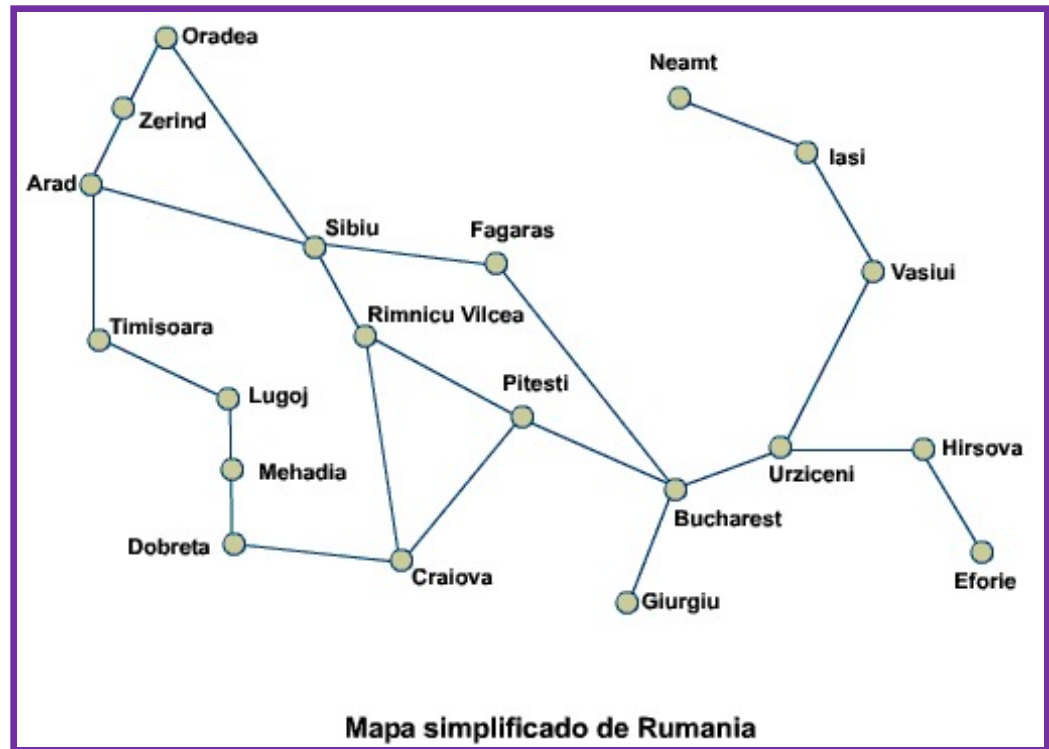 Oradea
Neamt
Zerind
Iasi
Arad
Sibiu
Fagaras
Vasiui
Rimnicu Vilcea
Timisoara
Pitesti
Lugoj
Hirsova
Mehadia
Urziceni
Bucharest
Dobreta
Craiova
Eforie
Giurgiu
Mapa simplificado de Rumania